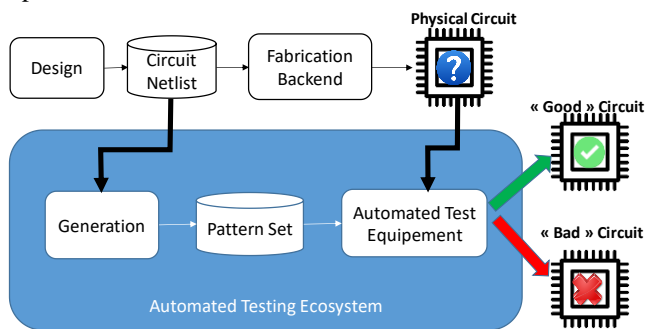 Physical Circuit
Design
Circuit
Netlist
Fabrication
Backend
?
« Good » Circuit
Generation
Pattern Set
Automated Test
Equipement
« Bad » Circuit
Automated Testing Ecosystem